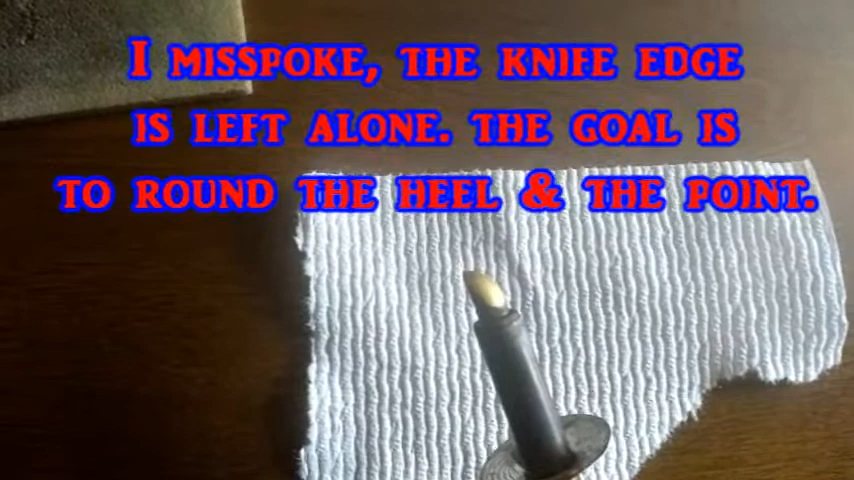 I MISSPOKE, THE KNIFE EDGE
IS LEFT ALONE. THE GOAL IS
TO ROUND THE HEEL & THE POINT.